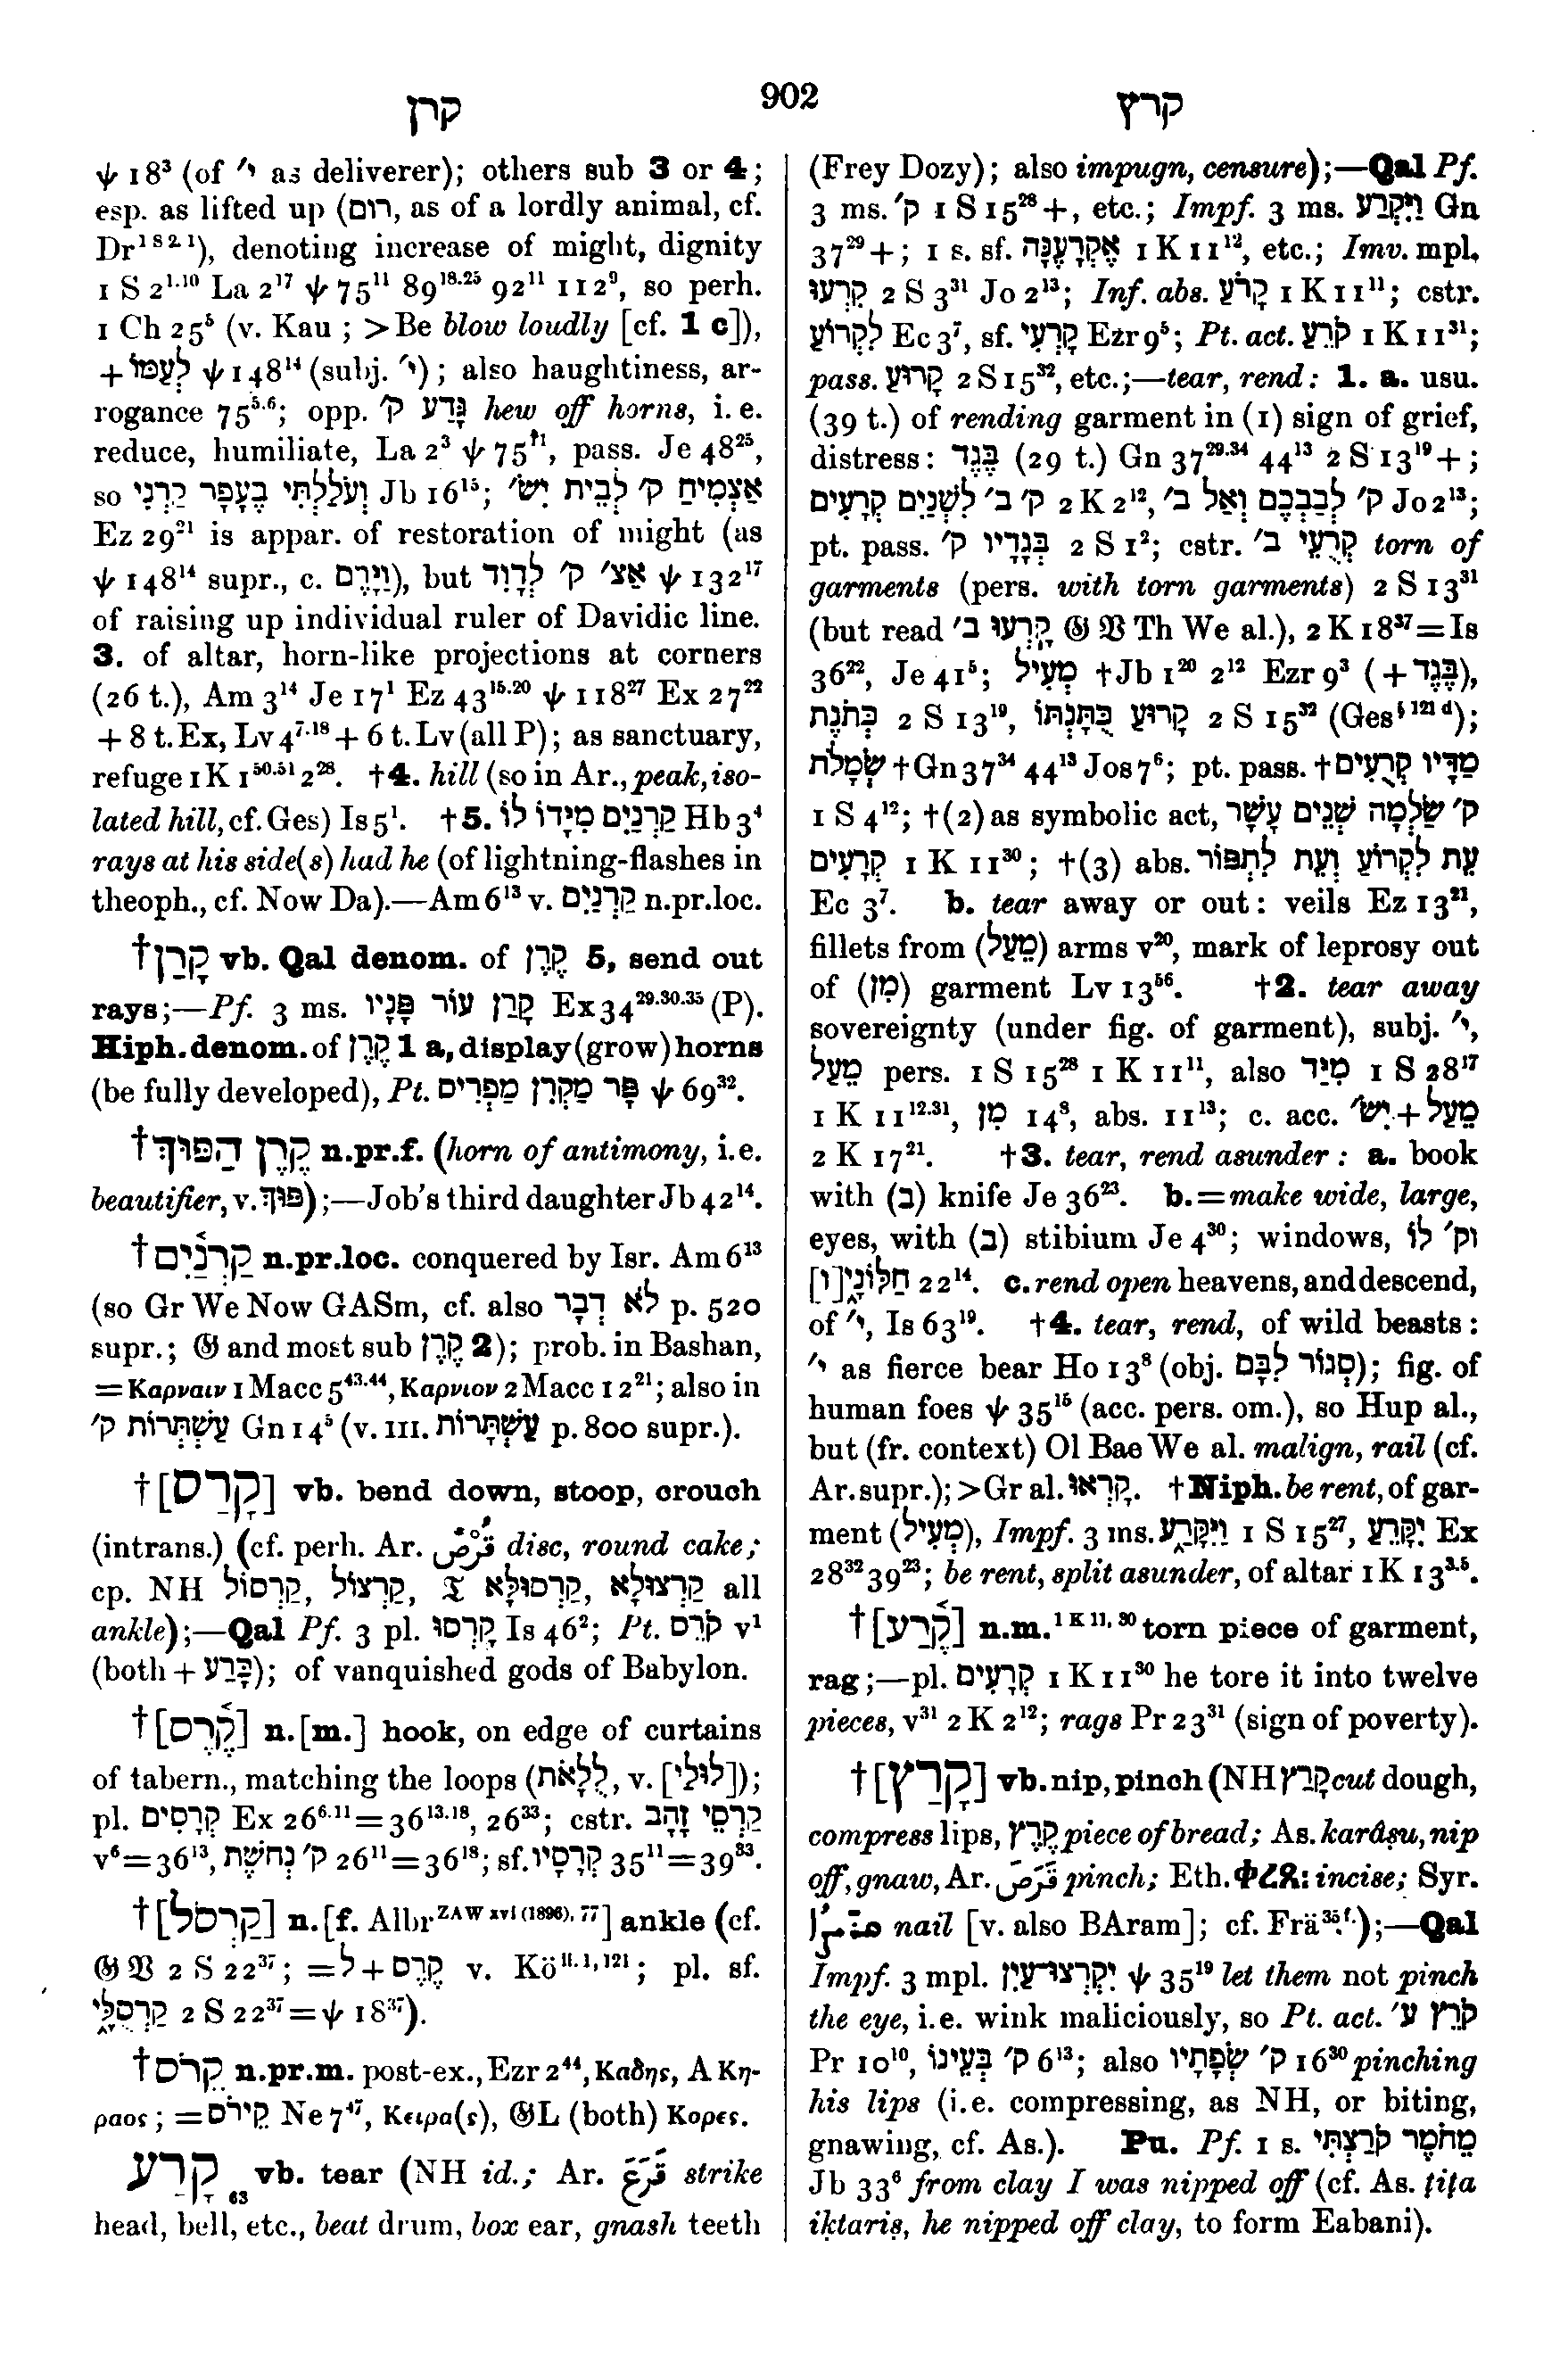 קרן
902
קרץ
ψ 18³ (of ״י as deliverer); others sub 3 or 4;
esp. as lifted up (רום, as of a lordly animal, cf.
Dr¹ˢ²·¹), denoting increase of might, dignity
1 S 2¹·¹⁰ La 2¹⁷ ψ 75¹¹ 89¹⁸·²⁵ 92¹¹ 112⁹, so perh.
1 Ch 25⁵ (v. Kau ; >Be blow loudly [cf. 1 c]),
+לְעַמּוֹ ψ 148¹⁴ (subj. ״י) ; also haughtiness, ar-
rogance 75⁵·⁶; opp. גָּדַע ק׳ hew off horns, i. e.
reduce, humiliate, La 2³ ψ 75¹¹, pass. Je 48²⁵,
so וְעֹלַלְתִּי בֶעָפָר קַרְנִי Jb 16¹⁵; אַצְמִיחַ ק׳ לְבֵית יִשׂ׳
Ez 29²¹ is appar. of restoration of might (as
ψ 148¹⁴ supr., c. וַיָּרֶם), but אַצ׳ ק׳ לְדָוִד ψ 132¹⁷
of raising up individual ruler of Davidic line.
3. of altar, horn-like projections at corners
(26 t.), Am 3¹⁴ Je 17¹ Ez 43¹⁵·²⁰ ψ 118²⁷ Ex 27²²
+ 8 t. Ex, Lv 4⁷·¹⁸ + 6 t. Lv (all P); as sanctuary,
refuge 1 K 1⁵⁰·⁵¹ 2²⁸. †4. hill (so in Ar., peak, iso-
lated hill, cf. Ges) Is 5¹. †5. קַרְנַיִם מִיָּדוֹ לוֹ Hb 3⁴
rays at his side(s) had he (of lightning-flashes in
theoph., cf. Now Da).—Am 6¹³ v. קַרְנַיִם n.pr.loc.
†קָרַן vb. Qal denom. of קֶרֶן 5, send out
rays;—Pf. 3 ms. קָרַן עוֹר פָּנָיו Ex 34²⁹·³⁰·³⁵ (P).
Hiph. denom. of קֶרֶן 1 a, display (grow) horns
(be fully developed), Pt. פָּר מַקְרִן מַפְרִים ψ 69³².
†קֶרֶן הַפּוּךְ n.pr.f. (horn of antimony, i.e.
beautifier, v. פּוּךְ) ;—Job's third daughter Jb 42¹⁴.
†קַרְנַ֫יִם n.pr.loc. conquered by Isr. Am 6¹³
(so Gr We Now GASm, cf. also לֹא דְבָר p. 520
supr.; 𝔊 and most sub קֶרֶן 2); prob. in Bashan,
= Καρναιν 1 Macc 5⁴³·⁴⁴, Καρνιον 2 Macc 12²¹; also in
עַשְׁתְּרוֹת ק׳ Gn 14⁵ (v. III. עַשְׁתָּרוֹת p. 800 supr.).
†[קָרַס] vb. bend down, stoop, crouch
(intrans.) (cf. perh. Ar. قُرْصٌ disc, round cake;
cp. NH קַרְצוֹל, קַרְסוֹל, 𝔗 קַרְצוּלָּא, קַרְסוּלָּא all
ankle);—Qal Pf. 3 pl. קָרְסוּ Is 46²; Pt. קֹרֵס v¹
(both + כָּרַע); of vanquished gods of Babylon.
†[קֶ֫רֶס] n.[m.] hook, on edge of curtains
of tabern., matching the loops (לֻלָאֹת, v. [לוּלַי]);
pl. קְרָסִים Ex 26⁶·¹¹=36¹³·¹⁸, 26³³; cstr. קַרְסֵי זָהָב
v⁶=36¹³, ק׳ נְחשֶׁת 26¹¹=36¹⁸; sf. קְרָסָיו 35¹¹=39³³.
†[קַרְסֹל] n.[f. Albr ᶻᴬᵂ ˣᵛⁱ ⁽¹⁸⁹⁶⁾, ⁷⁷] ankle (cf.
𝔊 𝔙 2 S 22³⁷; =קֶרֶס+ל v. Kö ⁱⁱ·¹,¹²¹; pl. sf.
קַרְסֻלָּי 2 S 22³⁷=ψ 18³⁷).
†קֵרֹס n.pr.m. post-ex., Ezr 2⁴⁴, Καδης, A Κη-
ραος ; =קֵירֹס Ne 7⁴⁷, Κειρα(ς), 𝔊L (both) Κορες.
קָרַע ₆₃ vb. tear (NH id.; Ar. قَرَعَ strike
head, bell, etc., beat drum, box ear, gnash teeth
(Frey Dozy); also impugn, censure);—Qal Pf.
3 ms. ק׳ 1 S 15²⁸+, etc.; Impf. 3 ms. וַיִּקְרַע Gn
37²⁹+; 1 s. sf. אֶקְרָעֶנָּה 1 K 11¹², etc.; Imv. mpl.
קִרְעוּ 2 S 3³¹ Jo 2¹³; Inf. abs. קָרֹעַ 1 K 11¹¹; cstr.
לִקְרוֹעַ Ec 3⁷, sf. קָרְעִי Ezr 9⁵; Pt. act. קֹרֵעַ 1 K 11³¹;
pass. קָרוּעַ 2 S 15³², etc.;—tear, rend: 1. a. usu.
(39 t.) of rending garment in (1) sign of grief,
distress: בֶּגֶד (29 t.) Gn 37²⁹·³⁴ 44¹³ 2 S 13¹⁹+;
ק׳ ב׳ לִשְׁנַיִם קְרָעִים 2 K 2¹², ק׳ לְבַבְכֶם וְאַל ב׳ Jo 2¹³;
pt. pass. בְּגָדָיו ק׳ 2 S 1²; cstr. קְרֻעֵי ב׳ torn of
garments (pers. with torn garments) 2 S 13³¹
(but read קָרְעוּ ב׳ 𝔊 𝔙 Th We al.), 2 K 18³⁷=Is
36²², Je 41⁵; מְעִיל †Jb 1²⁰ 2¹² Ezr 9³ (+בֶּגֶד),
כְּתֹנֶת 2 S 13¹⁹, קָרוּעַ כֻּתָּנְתּוֹ 2 S 15³² (Ges§ ¹²¹ ᵈ);
שִׂמְלֹת †Gn 37³⁴ 44¹³ Jos 7⁶; pt. pass. †מַדָּיו קְרֻעִים
1 S 4¹²; †(2) as symbolic act, ק׳ שַׂלְמָה שְׁנֵים עָשָׂר
קְרָעִים 1 K 11³⁰; †(3) abs. עֵת לִקְרוֹעַ וְעֵת לִתְפּוֹר
Ec 3⁷. b. tear away or out: veils Ez 13²¹,
fillets from (מֵעַל) arms v²⁰, mark of leprosy out
of (מִן) garment Lv 13⁵⁶. †2. tear away
sovereignty (under fig. of garment), subj. ״י,
מֵעַל pers. 1 S 15²⁸ 1 K 11¹¹, also מִיַּד 1 S 28¹⁷
1 K 11¹²·³¹, מִן 14⁸, abs. 11¹³; c. acc. יִשׂ׳+מֵעַל
2 K 17²¹. †3. tear, rend asunder: a. book
with (ב) knife Je 36²³. b. = make wide, large,
eyes, with (ב) stibium Je 4³⁰; windows, וק׳ לוֹ
חַלּוֹנָי[ו] 22¹⁴. c. rend open heavens, and descend,
of ״י, Is 63¹⁹. †4. tear, rend, of wild beasts:
״י as fierce bear Ho 13⁸ (obj. סְגוֹר לִבָּם); fig. of
human foes ψ 35¹⁵ (acc. pers. om.), so Hup al.,
but (fr. context) Ol Bae We al. malign, rail (cf.
Ar. supr.); >Gr al. קָרְאוּ. †Niph. be rent, of gar-
ment (מְעִיל), Impf. 3 ms. וַיִּקָּרַע 1 S 15²⁷, יִקָּרֵעַ Ex
28³² 39²³; be rent, split asunder, of altar 1 K 13³·⁵.
†[קֶ֫רַע] n.m. ¹ ᴷ ¹¹, ³⁰ torn piece of garment,
rag ;—pl. קְרָעִים 1 K 11³⁰ he tore it into twelve
pieces, v³¹ 2 K 2¹²; rags Pr 23³¹ (sign of poverty).
†[קָרַץ] vb. nip, pinch (NH קָרַץ cut dough,
compress lips, קֶרֶץ piece of bread; As. karâṣu, nip
off, gnaw, Ar. قَرَصَ pinch; Eth. ቀረጸ: incise; Syr.
nail [v. also BAram]; cf. Frä³⁵ᶠ·);—Qal
Impf. 3 mpl. יִקְרְצוּ־עָיִן ψ 35¹⁹ let them not pinch
the eye, i.e. wink maliciously, so Pt. act. קֹרֵץ ע׳
Pr 10¹⁰, ק׳ בְּעֵינוֹ 6¹³; also ק׳ שְׂפָתָיו 16³⁰ pinching
his lips (i.e. compressing, as NH, or biting,
gnawing, cf. As.). Pu. Pf. 1 s. מֵחֹמֶר קֹרַצְתִּי
Jb 33⁶ from clay I was nipped off (cf. As. ṭiṭa
iktariṣ, he nipped off clay, to form Eabani).